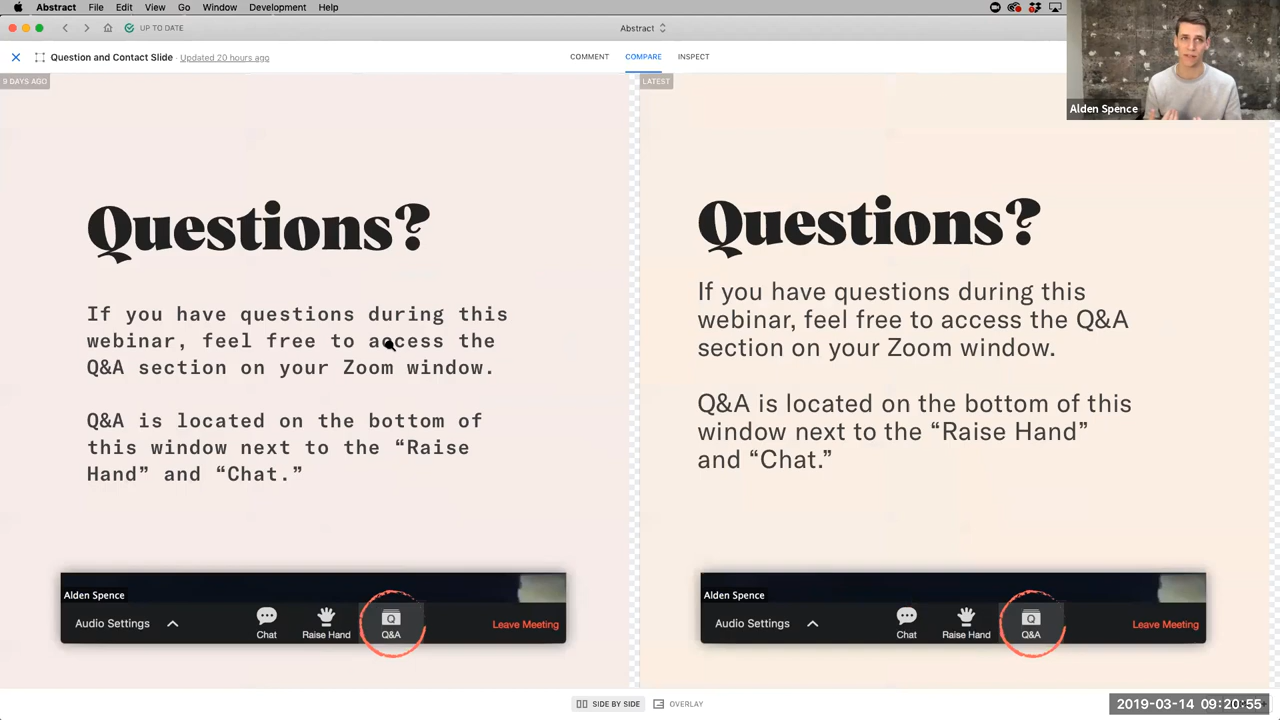 Abstract File Edit View Go Window Development Help
UP TO DATE
Abstract
Question and Contact Slide · Updated 20 hours ago
COMMENT COMPARE INSPECT
Alden Spence
9 DAYS AGO
Questions?
If you have questions during this
webinar, feel free to access the
Q&A section on your Zoom window.
Q&A is located on the bottom of
this window next to the “Raise
Hand” and “Chat.”
Alden Spence
Audio Settings Chat Raise Hand Q&A Leave Meeting
LATEST
Questions?
If you have questions during this
webinar, feel free to access the Q&A
section on your Zoom window.
Q&A is located on the bottom of this
window next to the “Raise Hand”
and “Chat.”
Alden Spence
Audio Settings Chat Raise Hand Q&A Leave Meeting
SIDE BY SIDE OVERLAY
2019-03-14 09:20:55